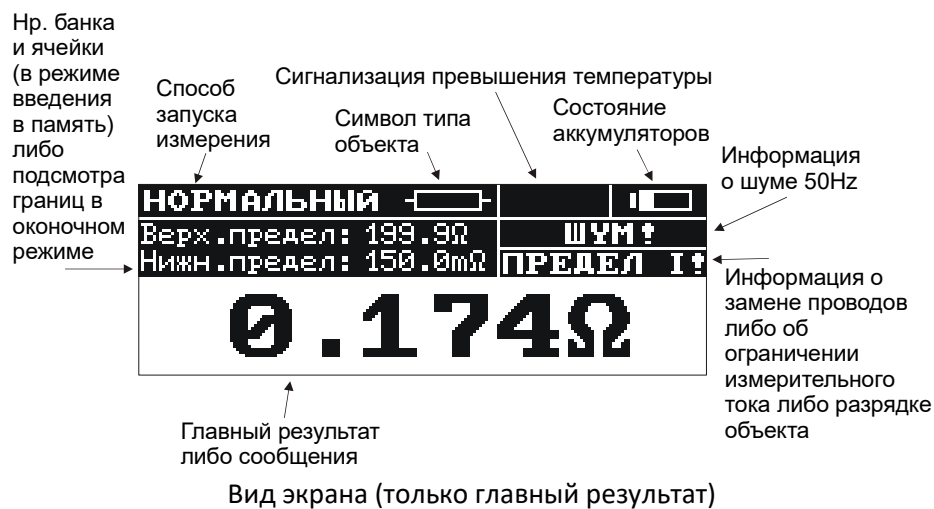 Нр. банка
и ячейки
(в режиме
введения
в память)
либо
подсмотра
границ в
оконочном
режиме
Способ
запуска
измерения
Сигнализация превышения температуры
Символ типа
объекта
Состояние
аккумуляторов
Информация
о шуме 50Hz
НОРМАЛЬНЫЙ
Верх.предел: 199.9Ω
Нижн.предел: 150.0mΩ
ШУМ!
ПРЕДЕЛ I!
0.174Ω
Информация о
замене проводов
либо об
ограничении
измерительного
тока либо разрядке
объекта
Главный результат
либо сообщения
Вид экрана (только главный результат)